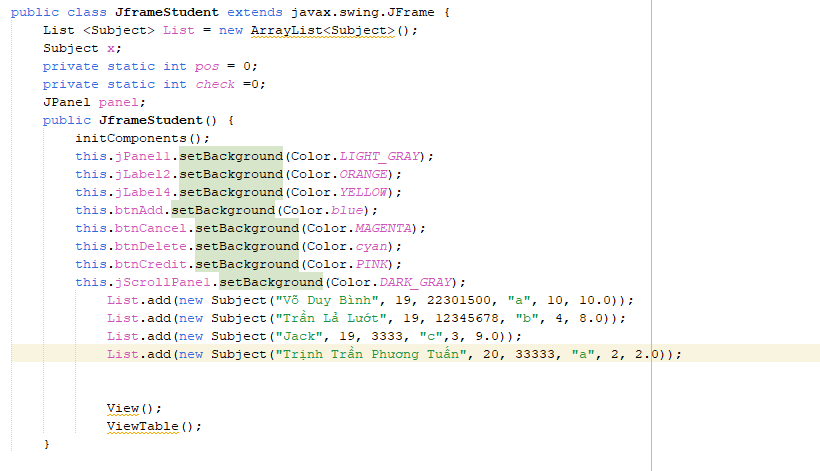 public class JframeStudent extends javax.swing.JFrame {
List <Subject> List = new ArrayList<Subject>();
Subject x;
private static int pos = 0;
private static int check =0;
JPanel panel;
public JframeStudent() {
initComponents();
this.jPanel1.setBackground(Color.LIGHT_GRAY);
this.jLabel2.setBackground(Color.ORANGE);
this.jLabel4.setBackground(Color.YELLOW);
this.btnAdd.setBackground(Color.blue);
this.btnCancel.setBackground(Color.MAGENTA);
this.btnDelete.setBackground(Color.cyan);
this.btnCredit.setBackground(Color.PINK);
this.jScrollPanel.setBackground(Color.DARK_GRAY);
List.add(new Subject("Võ Duy Bình", 19, 22301500, "a", 10, 10.0));
List.add(new Subject("Trần Lả Lướt", 19, 12345678, "b", 4, 8.0));
List.add(new Subject("Jack", 19, 3333, "c",3, 9.0));
List.add(new Subject("Trịnh Trần Phương Tuấn", 20, 33333, "a", 2, 2.0));
View();
ViewTable();
}